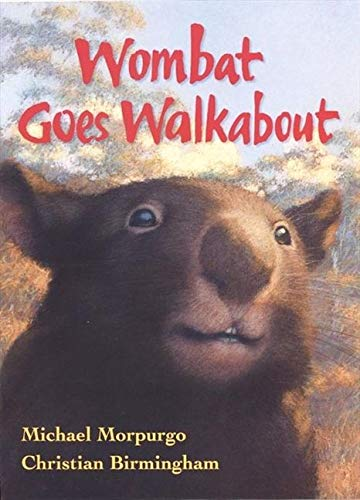 Wombat
Goes Walkabout
Michael Morpurgo
Christian Birmingham